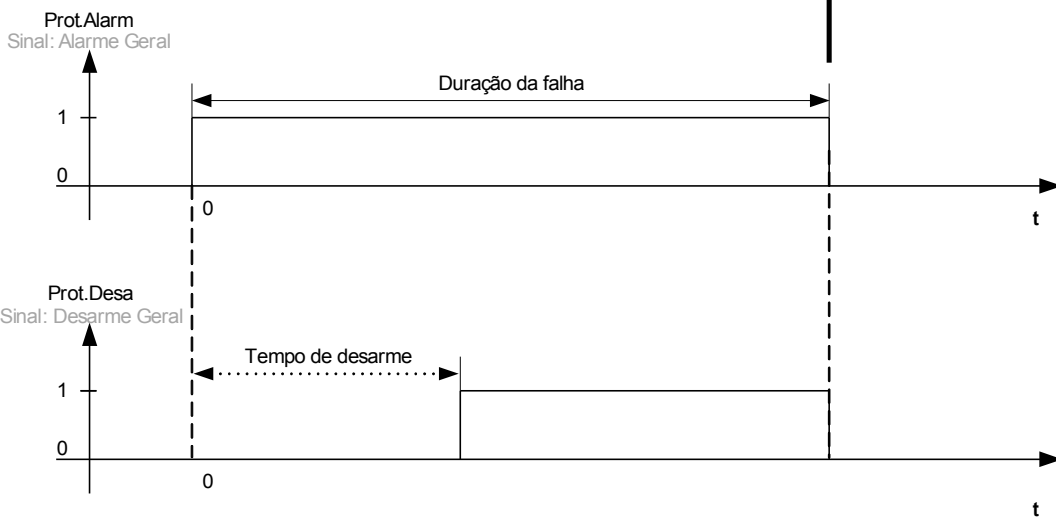 Prot.Alarm
Sinal: Alarme Geral
Duração da falha
1
0
0
t
Prot.Desa
Sinal: Desarme Geral
Tempo de desarme
1
0
0
t